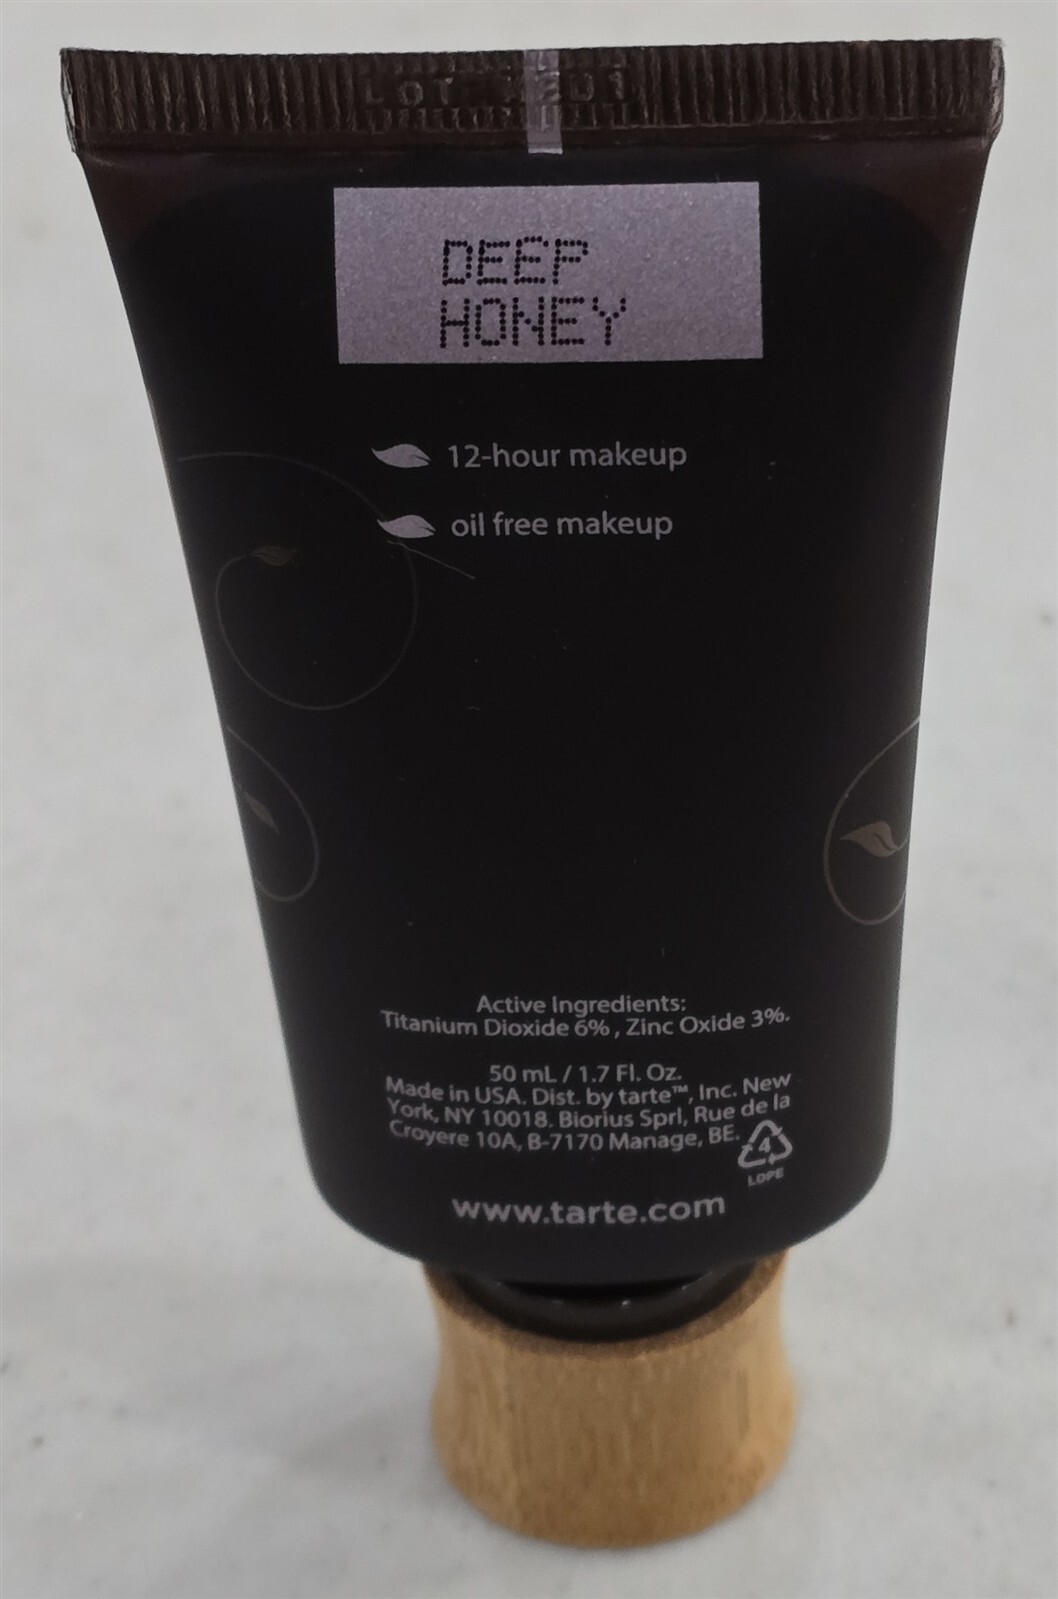 LOT
DEEP
HONEY
12-hour makeup
oil free makeup
Active Ingredients:
Titanium Dioxide 6%, Zinc Oxide 3%.
50 mL / 1.7 Fl. Oz.
Made in USA. Dist. by tarte™, Inc. New
York, NY 10018. Biorius Sprl, Rue de la
Croyere 10A, B-7170 Manage, BE.
4
LDPE
www.tarte.com